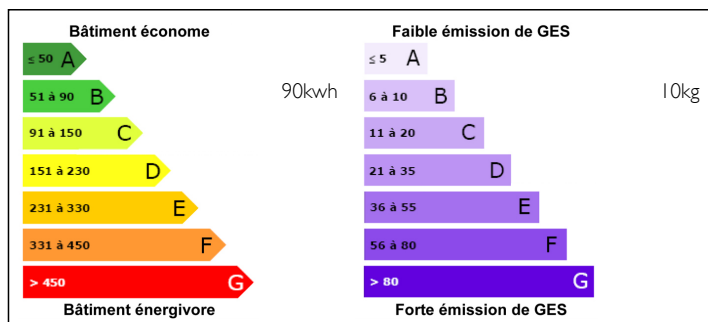 Bâtiment économe
≤ 50 A
51 à 90 B
90kwh
91 à 150 C
151 à 230 D
231 à 330 E
331 à 450 F
> 450 G
Bâtiment énergivore
Faible émission de GES
≤ 5 A
6 à 10 B
10kg
11 à 20 C
21 à 35 D
36 à 55 E
56 à 80 F
> 80 G
Forte émission de GES